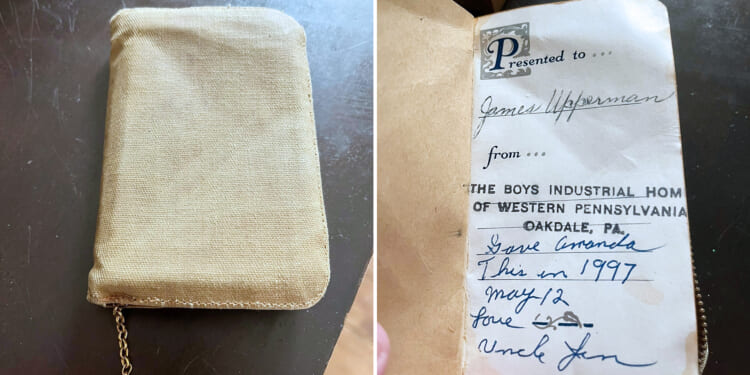 Presented to ...
James Upperman
from ...
THE BOYS INDUSTRIAL HOM
OF WESTERN PENNSYLVANIA
OAKDALE, PA.
Gave Amanda
This in 1997
May 12
Love
Uncle Jim